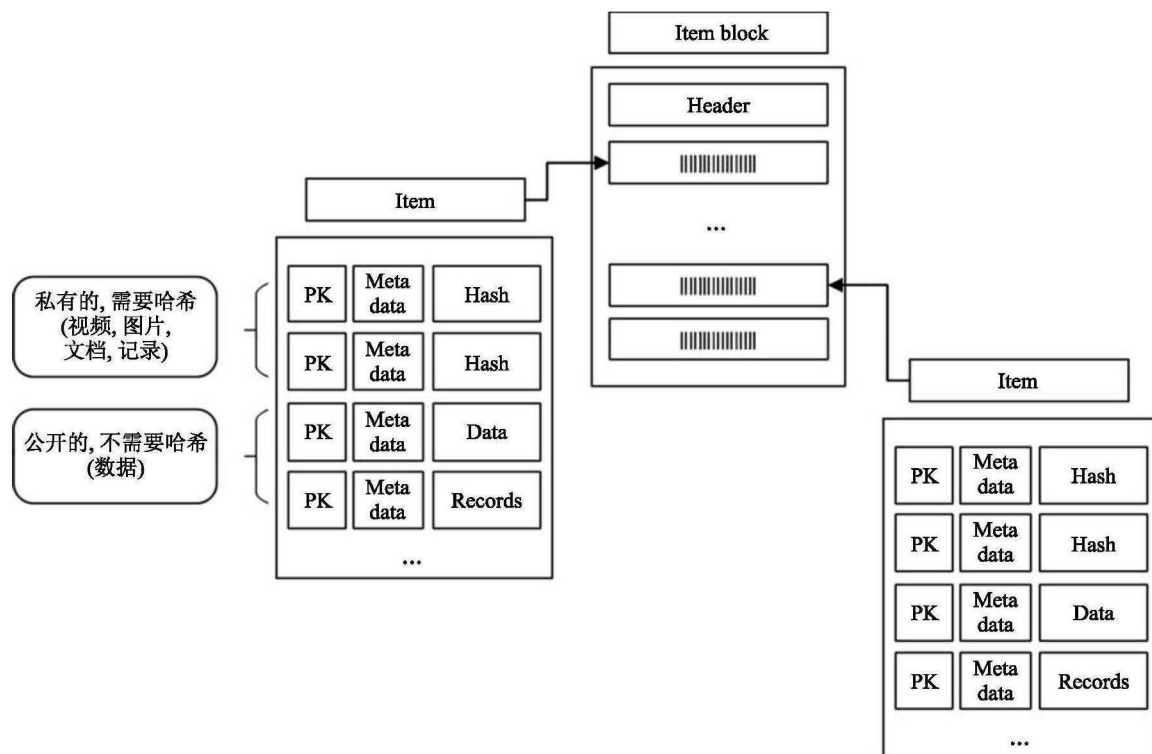 Item block
Header
...
Item
私有的, 需要哈希
(视频, 图片,
文档, 记录)
PK
Meta
data
Hash
PK
Meta
data
Hash
公开的, 不需要哈希
(数据)
PK
Meta
data
Data
PK
Meta
data
Records
...
Item
PK
Meta
data
Hash
PK
Meta
data
Hash
PK
Meta
data
Data
PK
Meta
data
Records
...